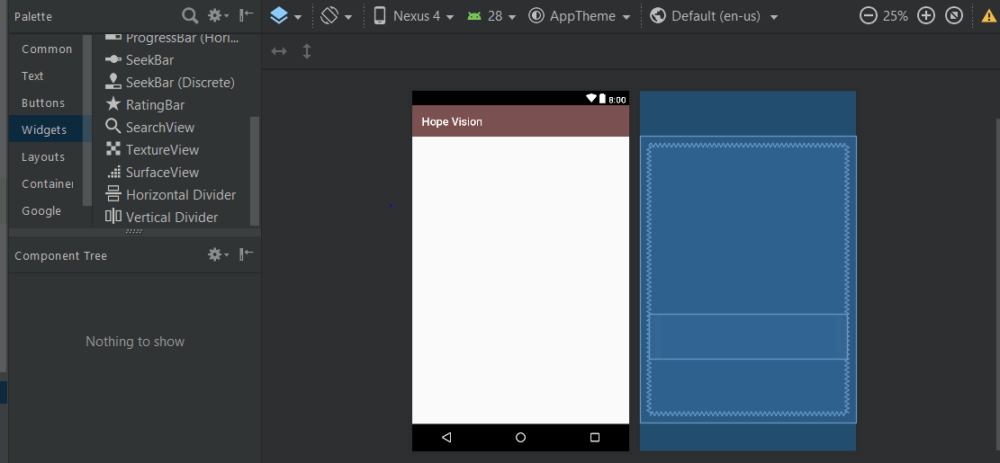 Palette
Nexus 4
28
AppTheme
Default (en-us)
25%
Common
Text
Buttons
Widgets
Layouts
Container
Google
ProgressBar (Hori...
SeekBar
SeekBar (Discrete)
RatingBar
SearchView
TextureView
SurfaceView
Horizontal Divider
Vertical Divider
Component Tree
Nothing to show
8:00
Hope Vision